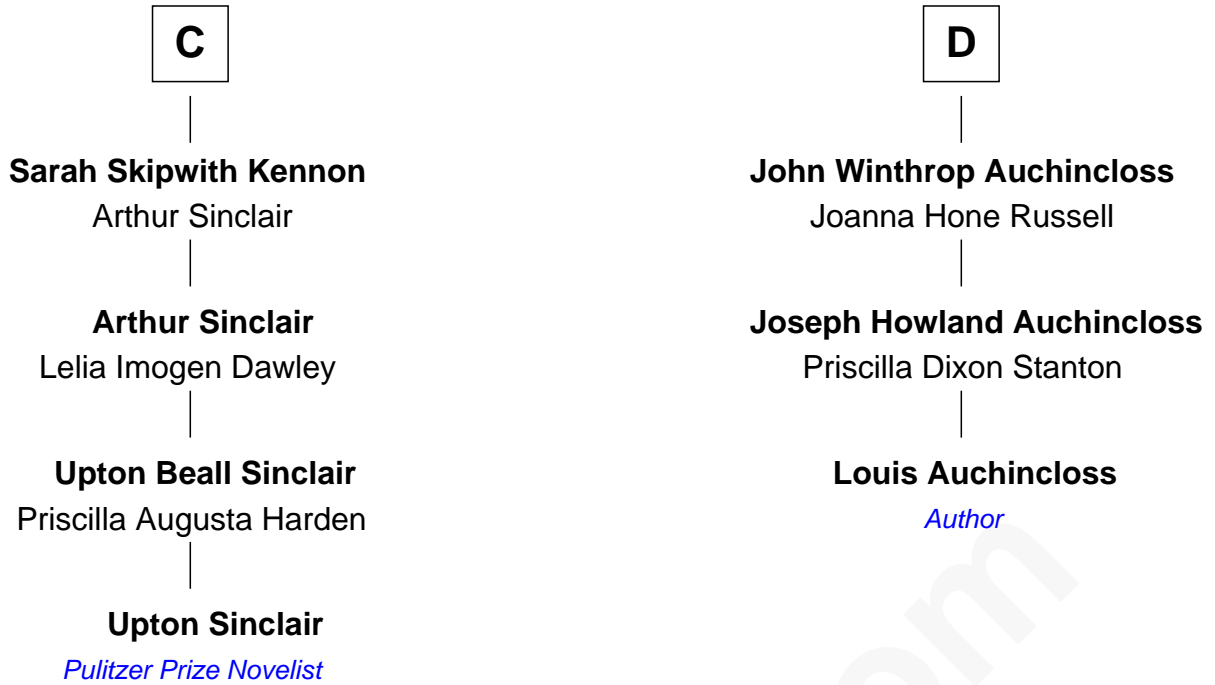 C
Sarah Skipwith Kennon
Arthur Sinclair
Arthur Sinclair
Lelia Imogen Dawley
Upton Beall Sinclair
Priscilla Augusta Harden
Upton Sinclair
Pulitzer Prize Novelist
D
John Winthrop Auchincloss
Joanna Hone Russell
Joseph Howland Auchincloss
Priscilla Dixon Stanton
Louis Auchincloss
Author
om